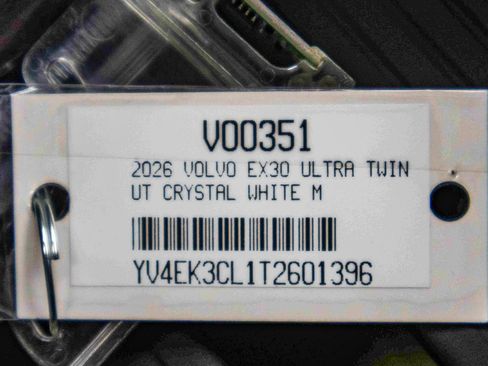 V00351
2026 VOLVO EX30 ULTRA TWIN
UT CRYSTAL WHITE M
YV4EK3CL1T2601396